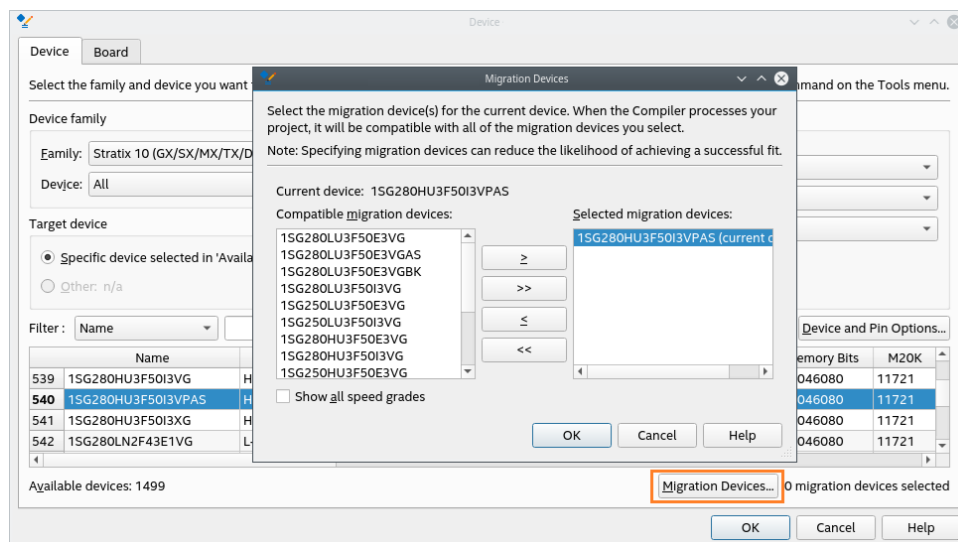 Device
Device Board
Select the family and device you want
mmand on the Tools menu.
Device family
Family: Stratix 10 (GX/SX/MX/TX/D
Device: All
Target device
Specific device selected in 'Availa
Other: n/a
Filter: Name
Device and Pin Options...
Name emory Bits M20K
539 1SG280HU3F50I3VG H 046080 11721
540 1SG280HU3F50I3VPAS H 046080 11721
541 1SG280HU3F50I3XG H 046080 11721
542 1SG280LN2F43E1VG L- 046080 11721
Available devices: 1499
Migration Devices... 0 migration devices selected
OK Cancel Help
Migration Devices
Select the migration device(s) for the current device. When the Compiler processes your
project, it will be compatible with all of the migration devices you select.
Note: Specifying migration devices can reduce the likelihood of achieving a successful fit.
Current device: 1SG280HU3F50I3VPAS
Compatible migration devices:
1SG280LU3F50E3VG
1SG280LU3F50E3VGAS
1SG280LU3F50E3VGBK
1SG280LU3F50I3VG
1SG250LU3F50E3VG
1SG250LU3F50I3VG
1SG280HU3F50E3VG
1SG280HU3F50I3VG
1SG250HU3F50E3VG
>
>>
<
<<
Selected migration devices:
1SG280HU3F50I3VPAS (current d
Show all speed grades
OK Cancel Help